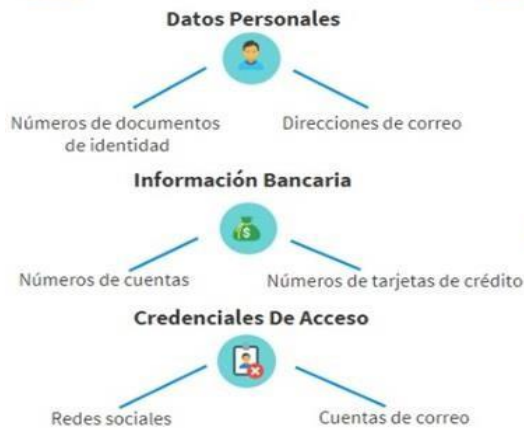 Datos Personales
Números de documentos
de identidad
Direcciones de correo
Información Bancaria
Números de cuentas
Números de tarjetas de crédito
Credenciales De Acceso
Redes sociales
Cuentas de correo